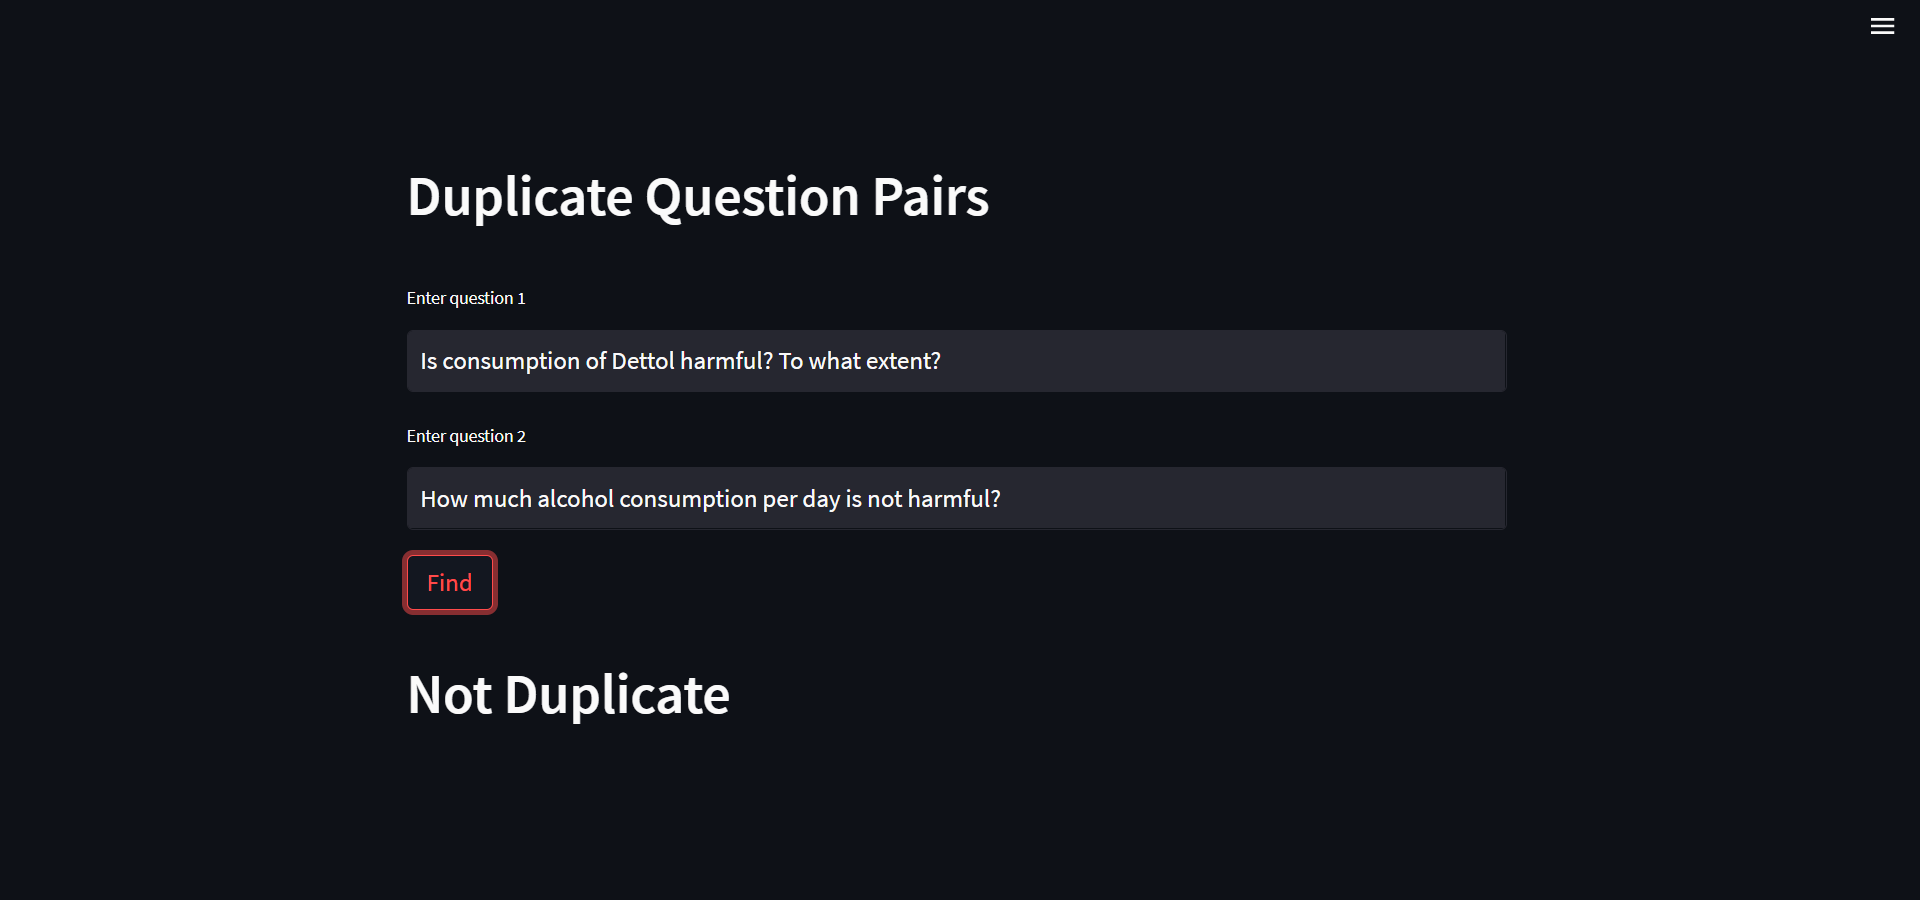 Duplicate Question Pairs
Enter question 1
Is consumption of Dettol harmful? To what extent?
Enter question 2
How much alcohol consumption per day is not harmful?
Find
Not Duplicate